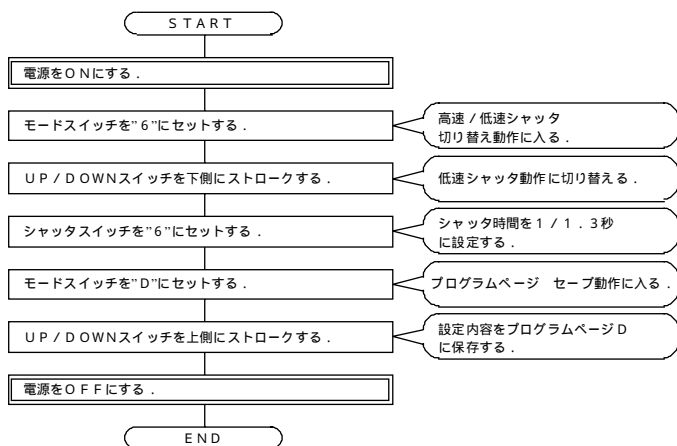 ＳＴＡＲＴ
電源をＯＮにする．
モードスイッチを”６”にセットする．
高速／低速シャッタ
切り替え動作に入る．
ＵＰ／ＤＯＷＮスイッチを下側にストロークする．
低速シャッタ動作に切り替える．
シャッタスイッチを”６”にセットする．
シャッタ時間を１／１．３秒
に設定する．
モードスイッチを”Ｄ”にセットする．
プログラムページ　セーブ動作に入る．
ＵＰ／ＤＯＷＮスイッチを上側にストロークする．
設定内容をプログラムページＤ
に保存する．
電源をＯＦＦにする．
ＥＮＤ